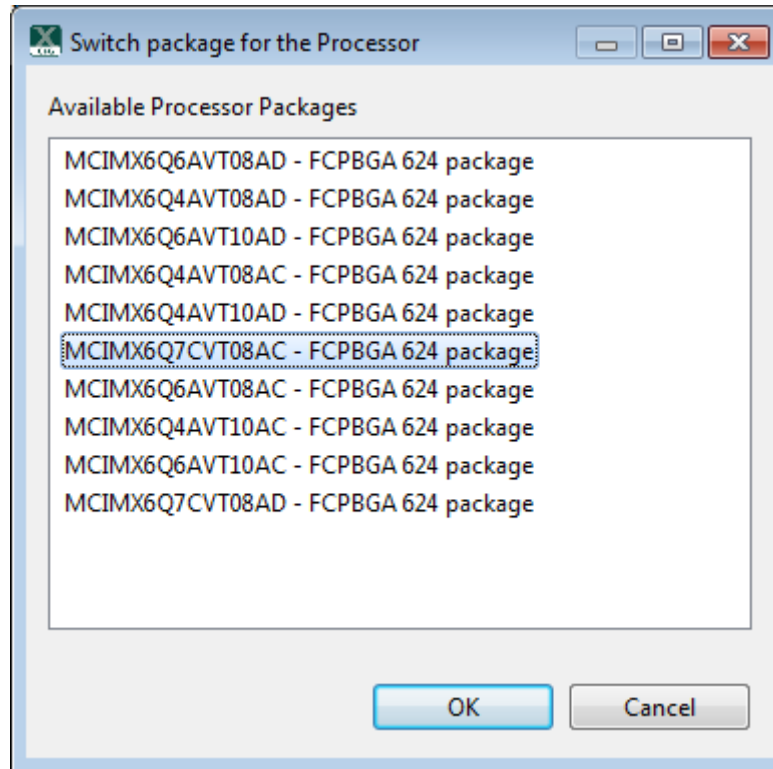 Switch package for the Processor
Available Processor Packages
MCIMX6Q6AVT08AD - FCPBGA 624 package
MCIMX6Q4AVT08AD - FCPBGA 624 package
MCIMX6Q6AVT10AD - FCPBGA 624 package
MCIMX6Q4AVT08AC - FCPBGA 624 package
MCIMX6Q4AVT10AD - FCPBGA 624 package
MCIMX6Q7CVT08AC - FCPBGA 624 package
MCIMX6Q6AVT08AC - FCPBGA 624 package
MCIMX6Q4AVT10AC - FCPBGA 624 package
MCIMX6Q6AVT10AC - FCPBGA 624 package
MCIMX6Q7CVT08AD - FCPBGA 624 package
OK
Cancel